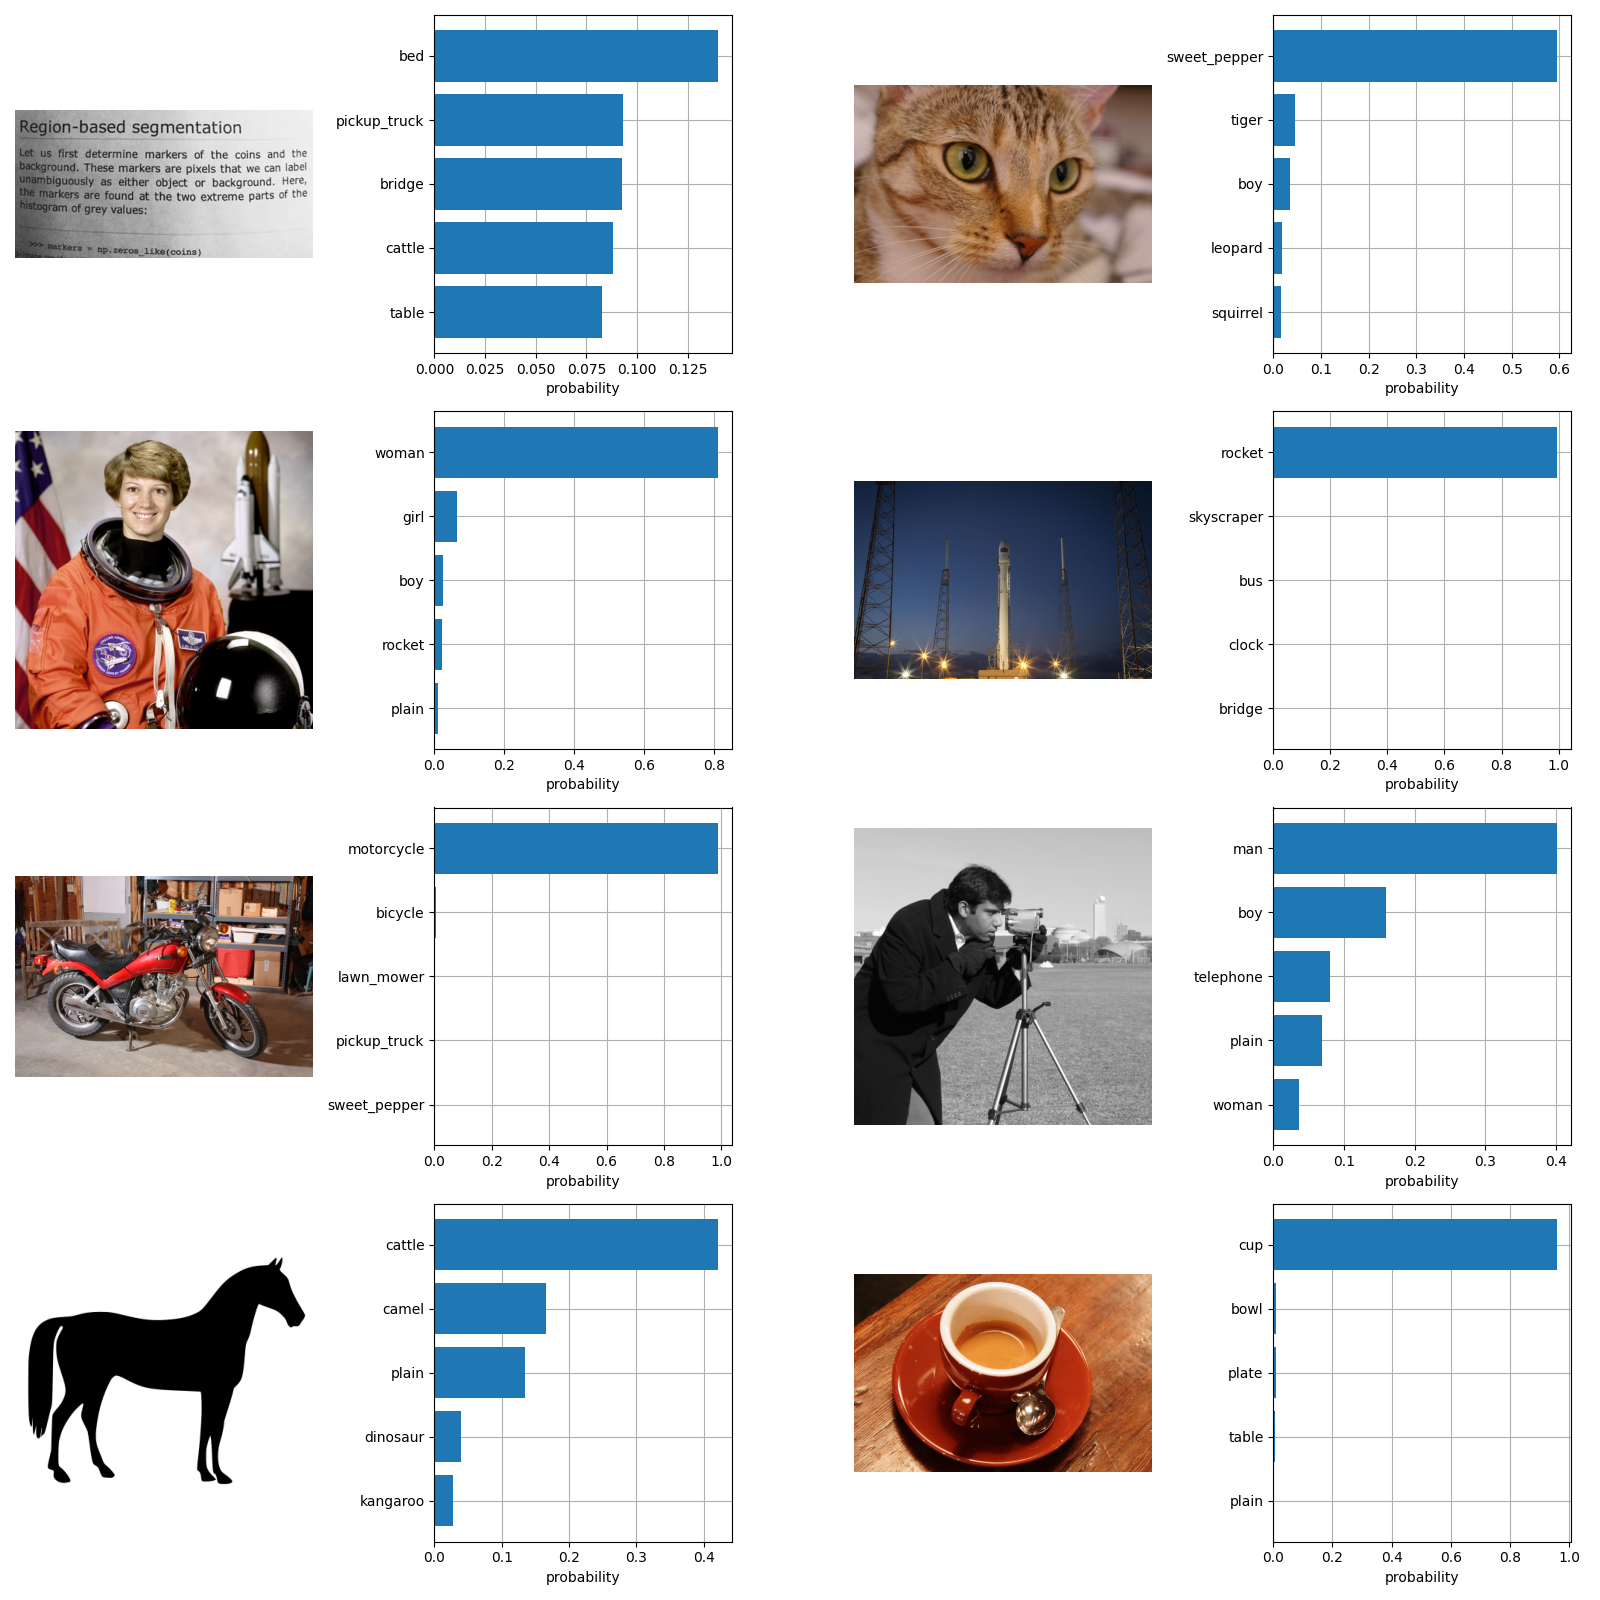 Region-based segmentation
Let us first determine markers of the coins and the
background. These markers are pixels that we can label
unambiguously as either object or background. Here,
the markers are found at the two extreme parts of the
histogram of grey values:
>>> markers = np.zeros_like(coins)
bed
pickup_truck
bridge
cattle
table
0.000 0.025 0.050 0.075 0.100 0.125
probability
sweet_pepper
tiger
boy
leopard
squirrel
0.0 0.1 0.2 0.3 0.4 0.5 0.6
probability
woman
girl
boy
rocket
plain
0.0 0.2 0.4 0.6 0.8
probability
rocket
skyscraper
bus
clock
bridge
0.0 0.2 0.4 0.6 0.8 1.0
probability
motorcycle
bicycle
lawn_mower
pickup_truck
sweet_pepper
0.0 0.2 0.4 0.6 0.8 1.0
probability
man
boy
telephone
plain
woman
0.0 0.1 0.2 0.3 0.4
probability
cattle
camel
plain
dinosaur
kangaroo
0.0 0.1 0.2 0.3 0.4
probability
cup
bowl
plate
table
plain
0.0 0.2 0.4 0.6 0.8 1.0
probability